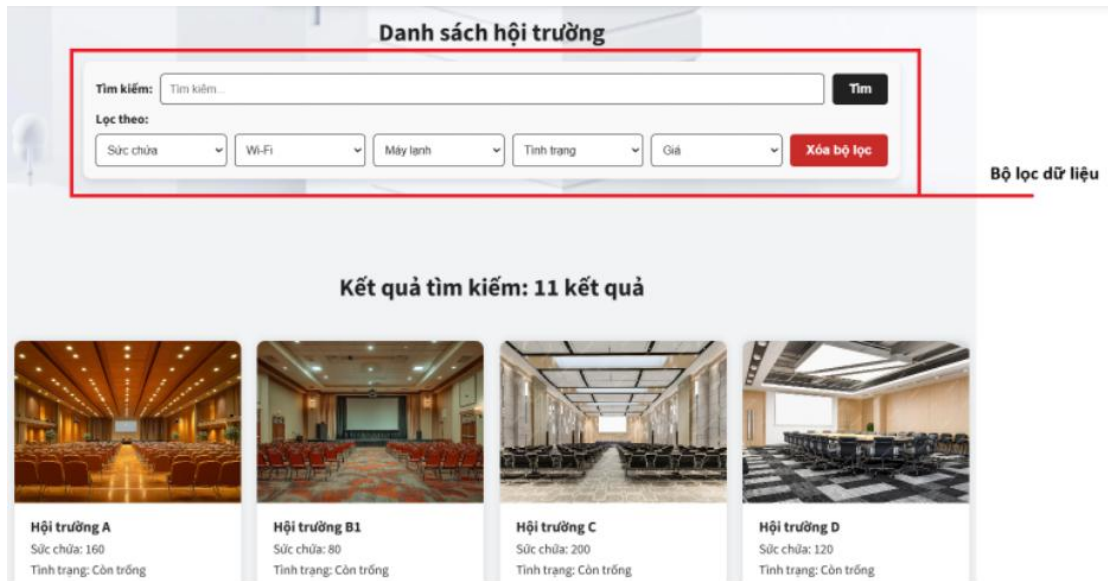 Danh sách hội trường
Tìm kiếm: Tìm kiếm... Tìm
Lọc theo:
Sức chứa Wi-Fi Máy lạnh Tình trạng Giá Xóa bộ lọc
Bộ lọc dữ liệu
Kết quả tìm kiếm: 11 kết quả
Hội trường A Hội trường B1 Hội trường C Hội trường D
Sức chứa: 160 Sức chứa: 80 Sức chứa: 200 Sức chứa: 120
Tình trạng: Còn trống Tình trạng: Còn trống Tình trạng: Còn trống Tình trạng: Còn trống